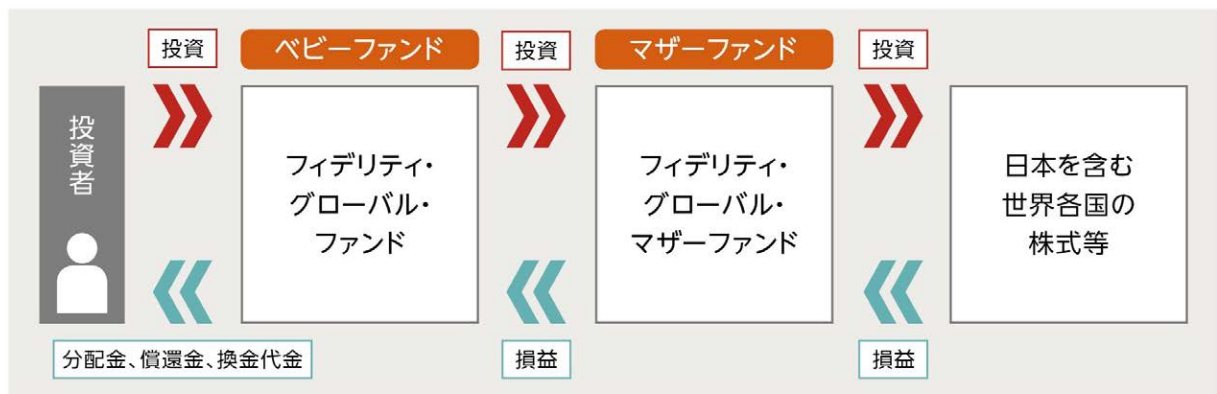 投資
ベビーファンド
投資
マザーファンド
投資
投資者
フィデリティ・
グローバル・
ファンド
フィデリティ・
グローバル・
マザーファンド
日本を含む
世界各国の
株式等
分配金、償還金、換金代金
損益
損益